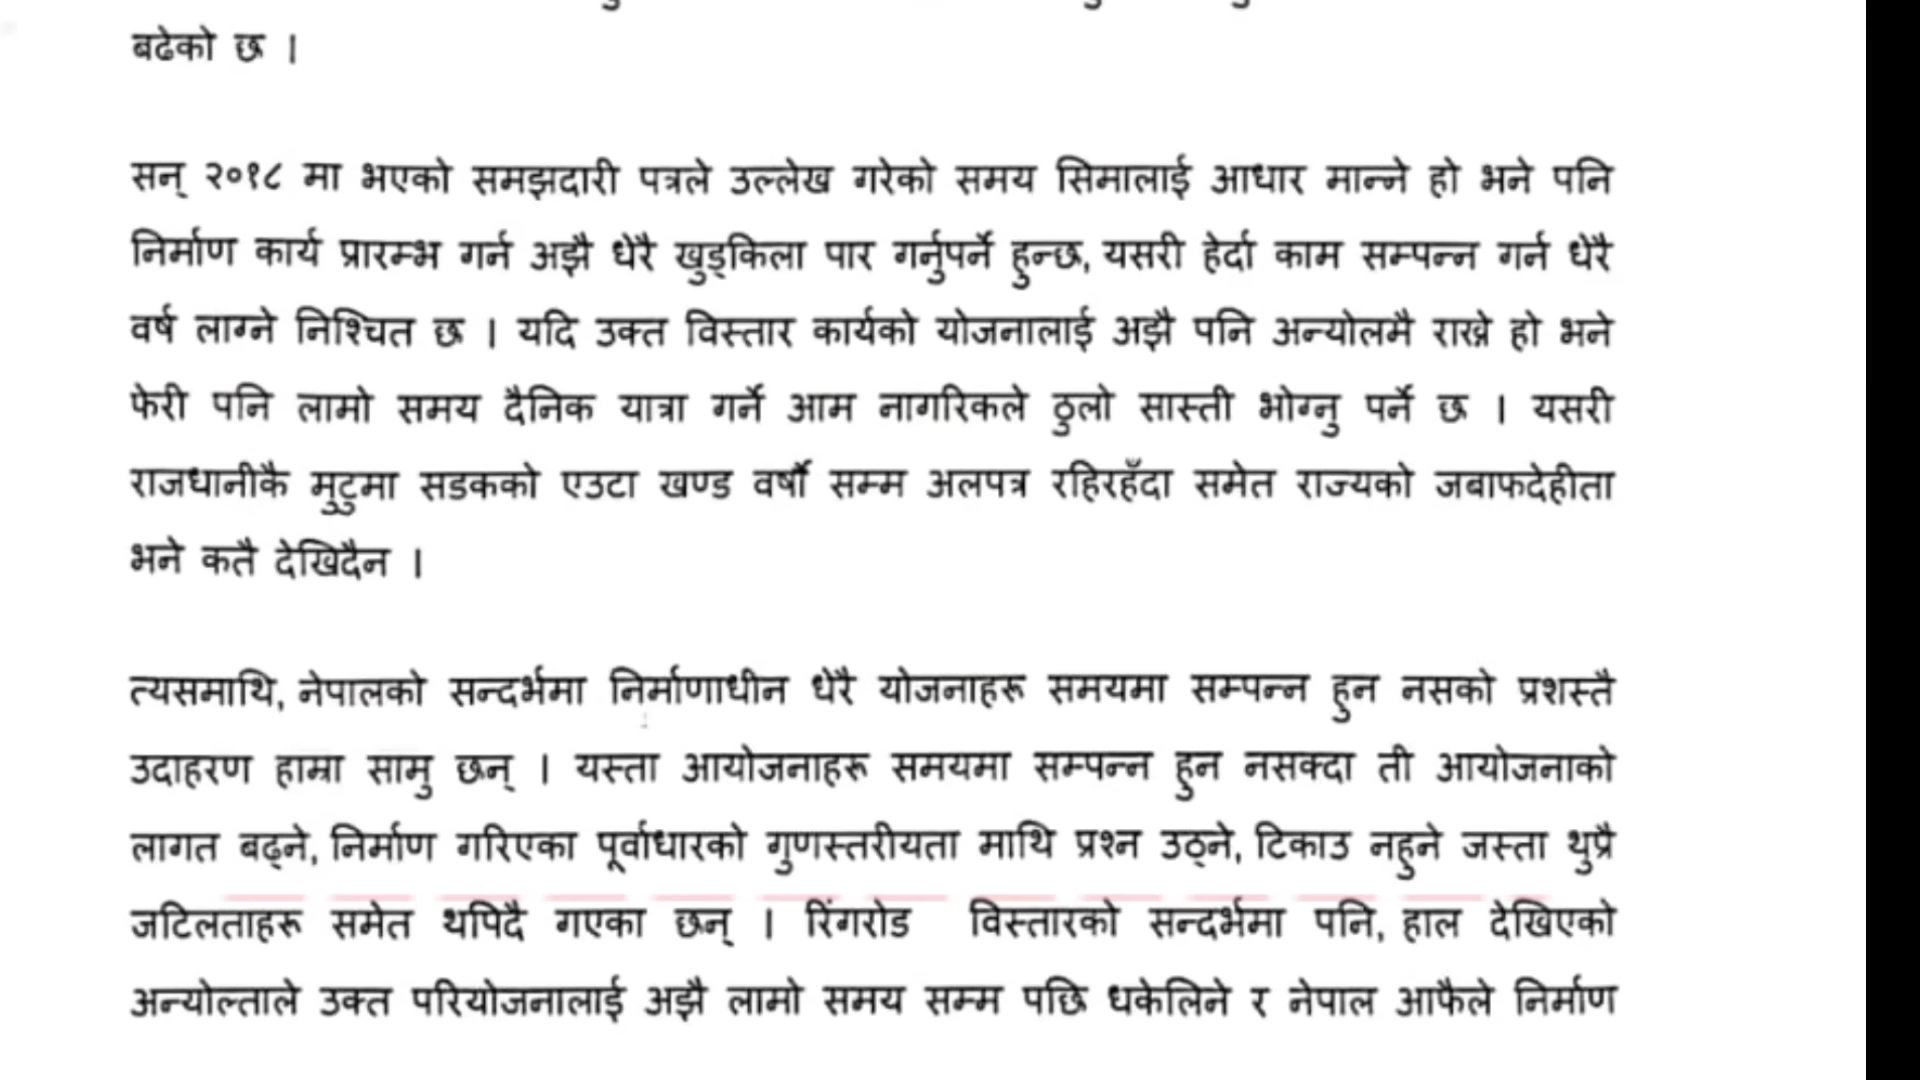 बढेको छ ।
सन् २०१८ मा भएको समझदारी पत्रले उल्लेख गरेको समय सिमालाई आधार मान्ने हो भने पनि
निर्माण कार्य प्रारम्भ गर्न अझै धेरै खुड्किला पार गर्नुपर्ने हुन्छ, यसरी हेर्दा काम सम्पन्न गर्न धेरै
वर्ष लाग्ने निश्चित छ । यदि उक्त विस्तार कार्यको योजनालाई अझै पनि अन्योलमै राख्ने हो भने
फेरी पनि लामो समय दैनिक यात्रा गर्ने आम नागरिकले ठुलो सास्ती भोग्नु पर्ने छ । यसरी
राजधानीकै मुटुमा सडकको एउटा खण्ड वर्षौ सम्म अलपत्र रहिरहँदा समेत राज्यको जबाफदेहीता
भने कतै देखिदैन ।
त्यसमाथि, नेपालको सन्दर्भमा निर्माणाधीन धेरै योजनाहरू समयमा सम्पन्न हुन नसको प्रशस्तै
उदाहरण हाम्रा सामु छन् । यस्ता आयोजनाहरू समयमा सम्पन्न हुन नसक्दा ती आयोजनाको
लागत बढ्ने, निर्माण गरिएका पूर्वाधारको गुणस्तरीयता माथि प्रश्न उठ्ने, टिकाउ नहुने जस्ता थुप्रै
जटिलताहरू समेत थपिदै गएका छन् । रिंगरोड विस्तारको सन्दर्भमा पनि, हाल देखिएको
अन्योल्ताले उक्त परियोजनालाई अझै लामो समय सम्म पछि धकेलिने र नेपाल आफैले निर्माण